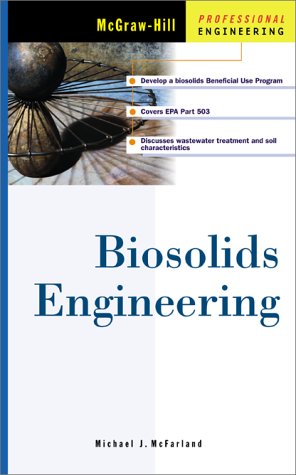 McGraw-Hill
PROFESSIONAL
ENGINEERING
Develop a biosolids Beneficial Use Program
Covers EPA Part 503
Discusses wastewater treatment and soil
characteristics
Biosolids
Engineering
Michael J. McFarland